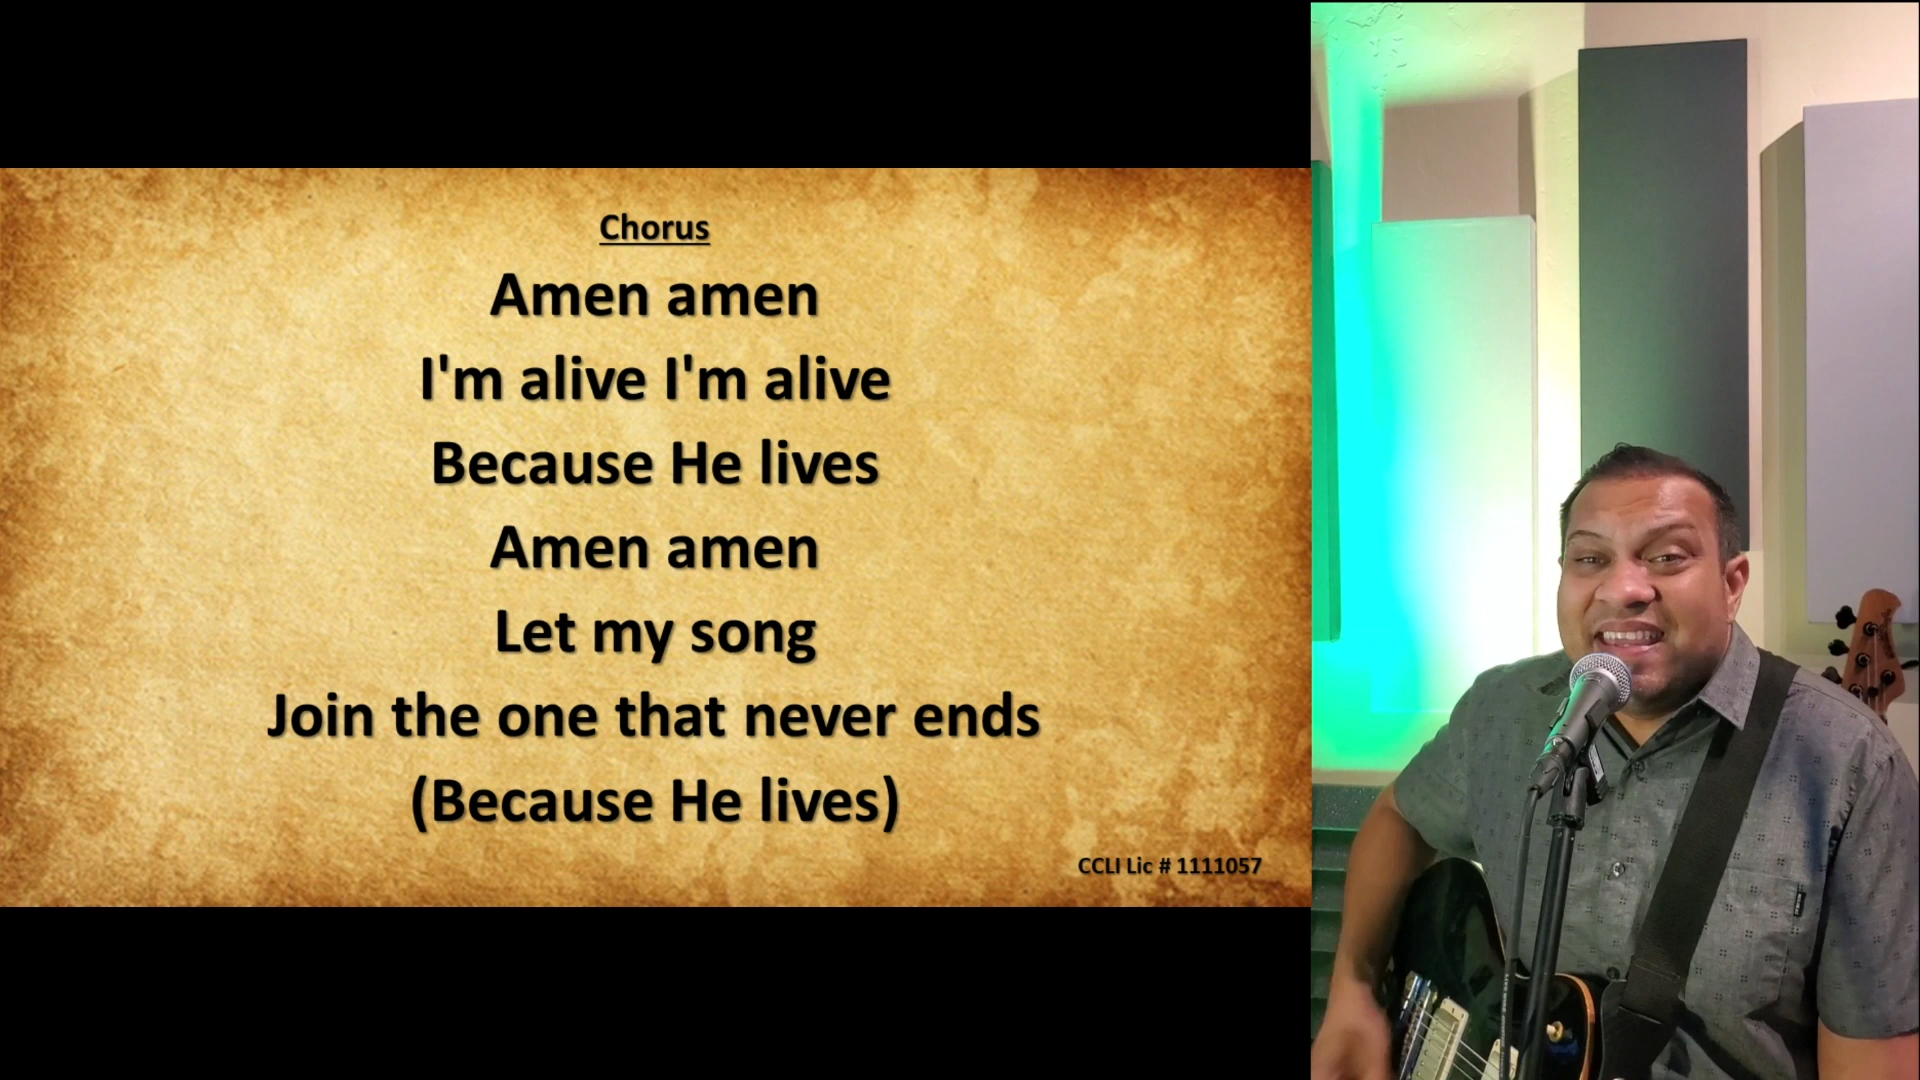 Chorus
Amen amen
I'm alive I'm alive
Because He lives
Amen amen
Let my song
Join the one that never ends
(Because He lives)
CCLI Lic # 1111057